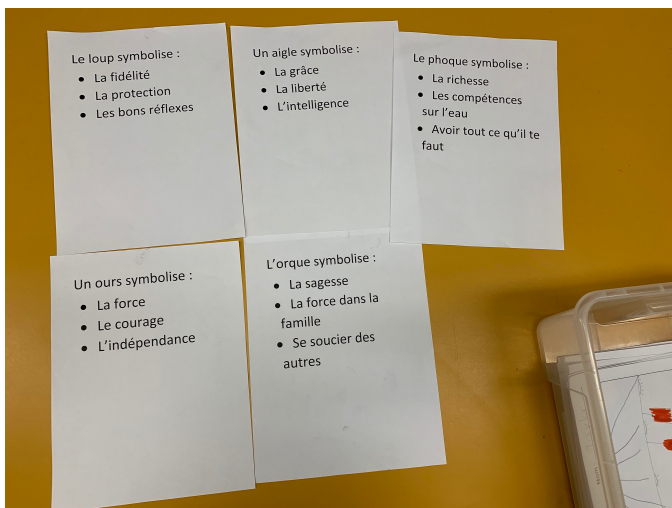 Le loup symbolise :
• La fidélité
• La protection
• Les bons réflexes
Un aigle symbolise :
• La grâce
• La liberté
• L'intelligence
Le phoque symbolise :
• La richesse
• Les compétences
sur l'eau
• Avoir tout ce qu'il te
faut
Un ours symbolise :
• La force
• Le courage
• L'indépendance
L'orque symbolise :
• La sagesse
• La force dans la
famille
• Se soucier des
autres